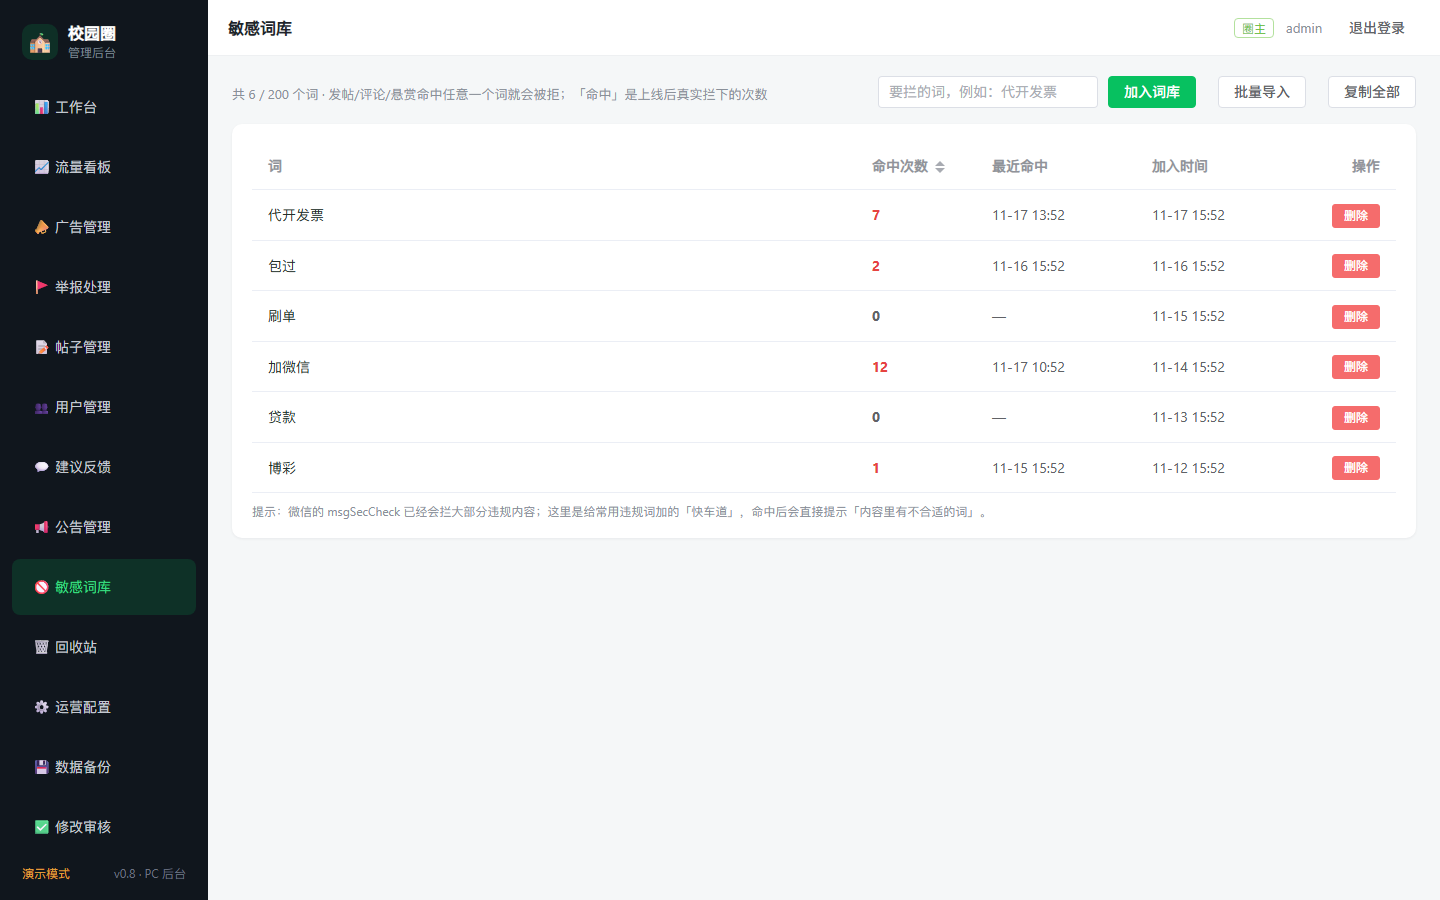 校园圈
管理后台
工作台
流量看板
广告管理
举报处理
帖子管理
用户管理
建议反馈
公告管理
敏感词库
回收站
运营配置
数据备份
修改审核
演示模式 v0.8 · PC 后台
敏感词库 圈主 admin 退出登录
共 6 / 200 个词 · 发帖/评论/悬赏命中任意一个词就会被拒；「命中」是上线后真实拦下的次数 要拦的词，例如：代开发票 加入词库 批量导入 复制全部
词 命中次数 最近命中 加入时间 操作
代开发票 7 11-17 13:52 11-17 15:52 删除
包过 2 11-16 15:52 11-16 15:52 删除
刷单 0 — 11-15 15:52 删除
加微信 12 11-17 10:52 11-14 15:52 删除
贷款 0 — 11-13 15:52 删除
博彩 1 11-15 15:52 11-12 15:52 删除
提示：微信的 msgSecCheck 已经会拦大部分违规内容；这里是给常用违规词加的「快车道」，命中后会直接提示「内容里有不合适的词」。